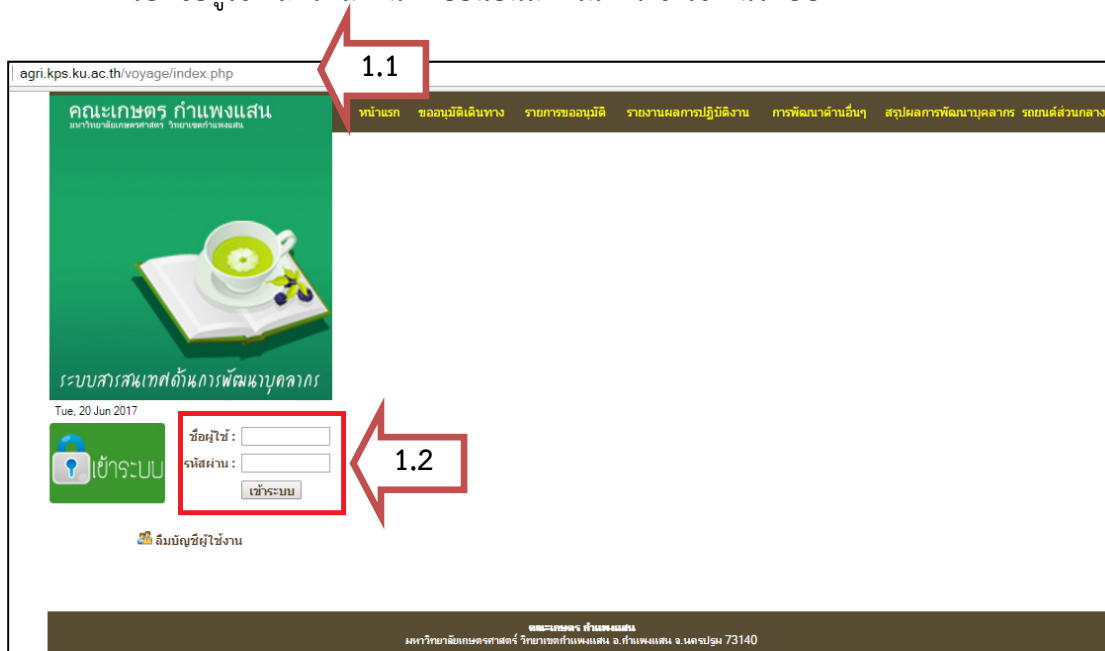 1.1
agri.kps.ku.ac.th/voyage/index.php
คณะเกษตร กำแพงแสน
มหาวิทยาลัยเกษตรศาสตร์ วิทยาเขตกำแพงแสน
หน้าแรก ขออนุมัติเดินทาง รายการขออนุมัติ รายงานผลการปฏิบัติงาน การพัฒนาด้านอื่นๆ สรุปผลการพัฒนาบุคลากร รถยนต์ส่วนกลาง
ระบบสารสนเทศด้านการพัฒนาบุคลากร
Tue, 20 Jun 2017
เข้าระบบ
ชื่อผู้ใช้ :
รหัสผ่าน :
เข้าระบบ
1.2
ลืมบัญชีผู้ใช้งาน
คณะเกษตร กำแพงแสน
มหาวิทยาลัยเกษตรศาสตร์ วิทยาเขตกำแพงแสน อ.กำแพงแสน จ.นครปฐม 73140